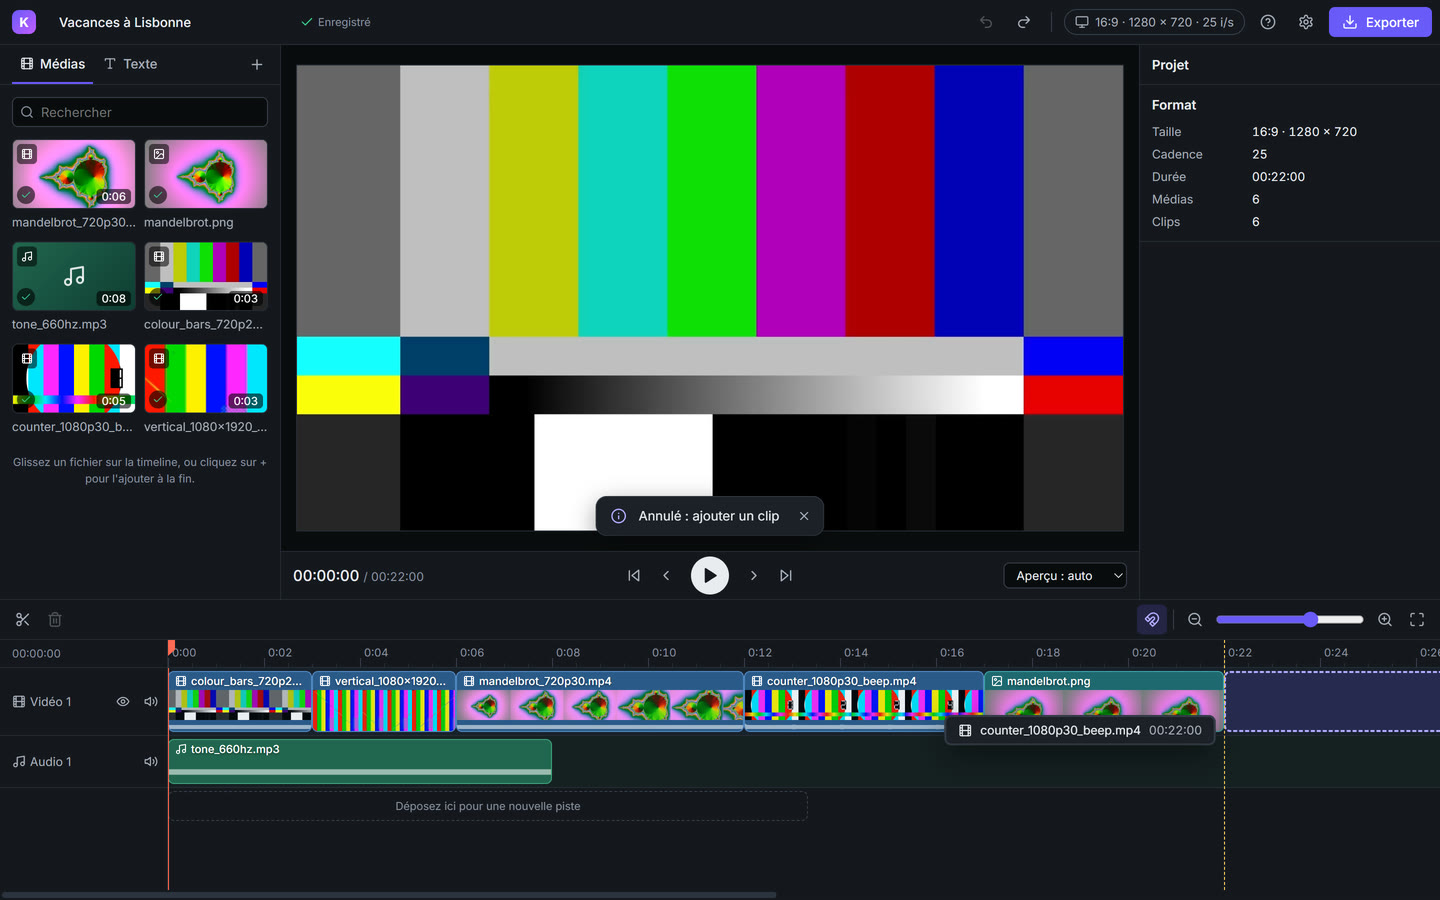 K
Vacances à Lisbonne
Enregistré
16:9 · 1280 × 720 · 25 i/s
Exporter
Médias
Texte
Rechercher
0:06
mandelbrot_720p30...
mandelbrot.png
0:08
0:03
tone_660hz.mp3
colour_bars_720p2...
0:05
0:03
counter_1080p30_b...
vertical_1080×1920_...
Glissez un fichier sur la timeline, ou cliquez sur +
pour l'ajouter à la fin.
Annulé : ajouter un clip
00:00:00 / 00:22:00
Aperçu : auto
Projet
Format
Taille 16:9 · 1280 × 720
Cadence 25
Durée 00:22:00
Médias 6
Clips 6
00:00:00
0:00 0:02 0:04 0:06 0:08 0:10 0:12 0:14 0:16 0:18 0:20 0:22 0:24 0:26
Vidéo 1
colour_bars_720p2...
vertical_1080×1920...
mandelbrot_720p30.mp4
counter_1080p30_beep.mp4
mandelbrot.png
counter_1080p30_beep.mp4 00:22:00
Audio 1
tone_660hz.mp3
Déposez ici pour une nouvelle piste